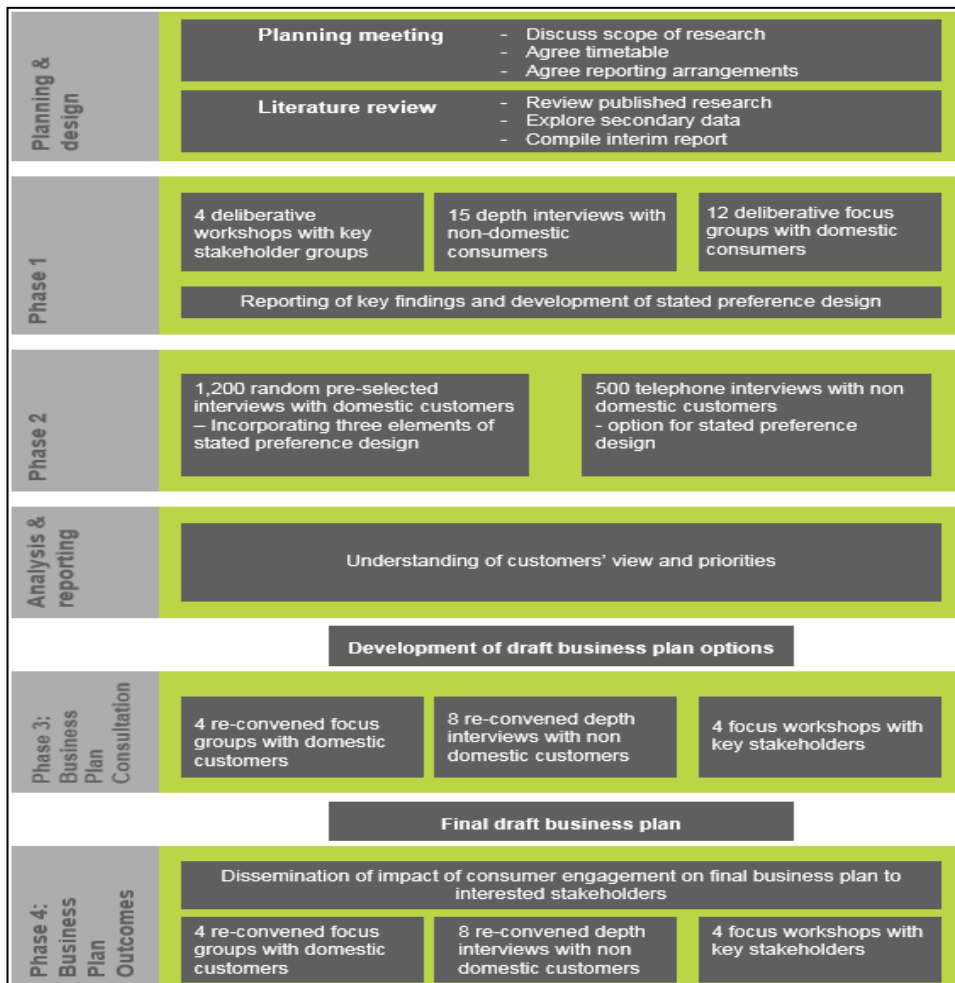 Planning &
design
Planning meeting
- Discuss scope of research
- Agree timetable
- Agree reporting arrangements
Literature review
- Review published research
- Explore secondary data
- Compile interim report
Phase 1
4 deliberative
workshops with key
stakeholder groups
15 depth interviews with
non-domestic
consumers
12 deliberative focus
groups with domestic
consumers
Reporting of key findings and development of stated preference design
Phase 2
1,200 random pre-selected
interviews with domestic customers
– Incorporating three elements of
stated preference design
500 telephone interviews with non
domestic customers
- option for stated preference
design
Analysis &
reporting
Understanding of customers' view and priorities
Development of draft business plan options
Phase 3:
Business
Plan
Consultation
4 re-convened focus
groups with domestic
customers
8 re-convened depth
interviews with non
domestic customers
4 focus workshops with
key stakeholders
Final draft business plan
Phase 4:
Business
Plan
Outcomes
Dissemination of impact of consumer engagement on final business plan to
interested stakeholders
4 re-convened focus
groups with domestic
customers
8 re-convened depth
interviews with non
domestic customers
4 focus workshops with
key stakeholders